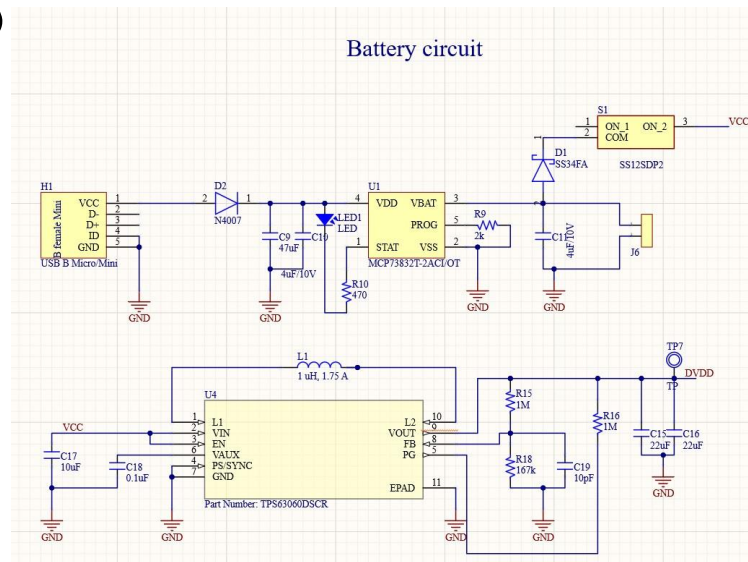 )
Battery circuit
S1
1 ON_1 ON_2 3 VCC
2 COM
SS12SDP2
1
D1
SS34FA
H1
B female Mini
VCC 1
D- 2
D+ 3
ID 4
GND 5
USB B Micro/Mini
GND
D2
2 1
N4007
C9
47uF
C10
4uF/10V
GND
LED1
LED
R10
470
U1
4 VDD VBAT 3
PROG 5
1 STAT VSS 2
MCP73832T-2ACI/OT
R9
2k
GND
4uF/10V
GND
J6
L1
1 uH, 1.75 A
U4
1 L1 L2 10
2 VIN VOUT 9
3 EN FB 8
6 VAUX PG 5
4 PS/SYNC
7 GND
EPAD 11
Part Number: TPS63060DSCR
VCC
C17
10uF
C18
0.1uF
GND
GND
GND
R15
1M
R18
167k
C19
10pF
GND
R16
1M
TP7
TP
DVDD
C15
22uF
C16
22uF
GND